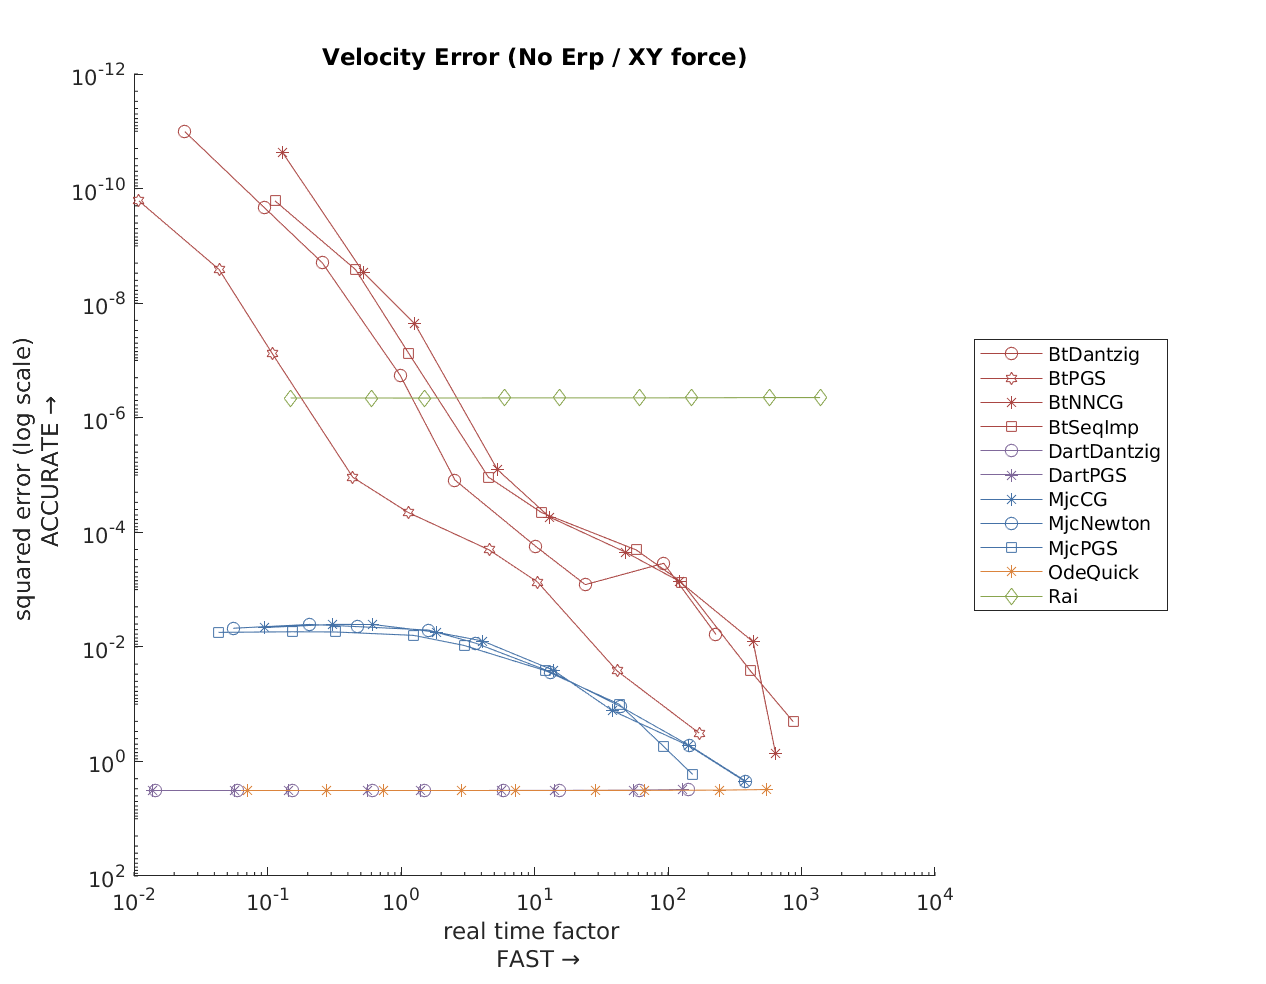 Velocity Error (No Erp / XY force)
squared error (log scale)
ACCURATE →
10^-12
10^-10
10^-8
10^-6
10^-4
10^-2
10^0
10^2
10^-2 10^-1 10^0 10^1 10^2 10^3 10^4
real time factor
FAST →
BtDantzig
BtPGS
BtNNCG
BtSeqImp
DartDantzig
DartPGS
MjcCG
MjcNewton
MjcPGS
OdeQuick
Rai